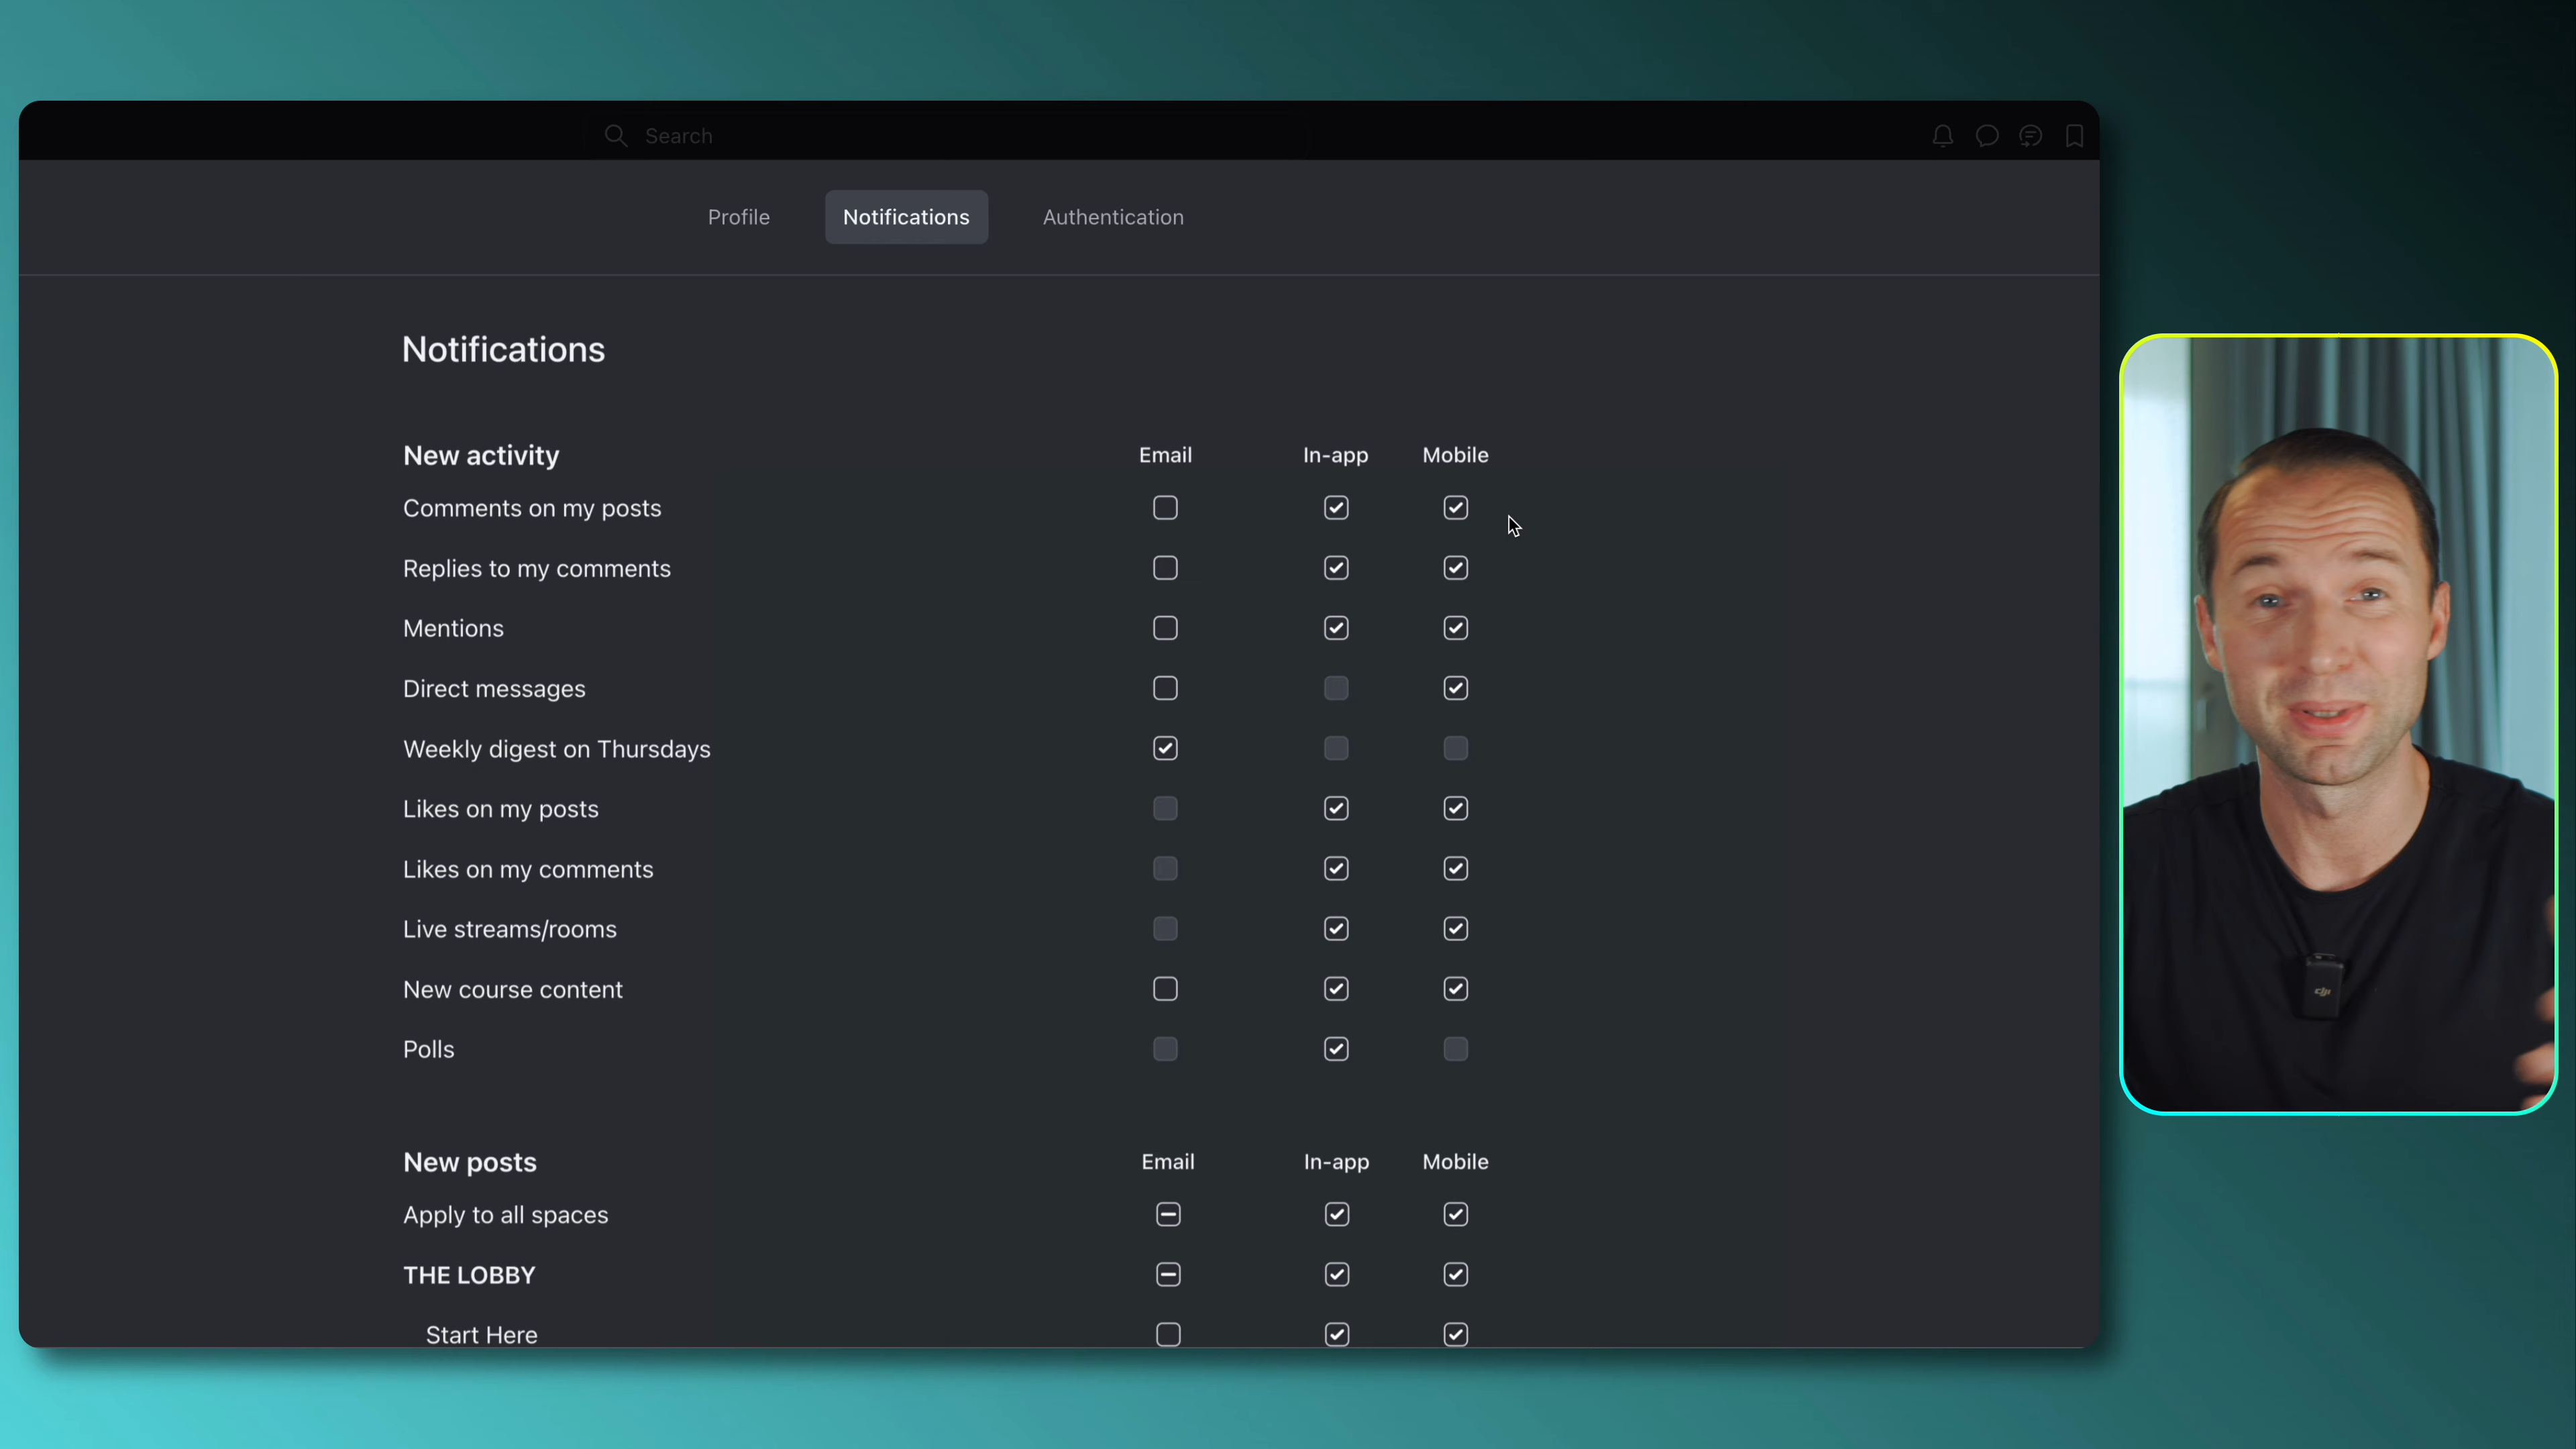 Search
Profile Notifications Authentication
Notifications
New activity Email In-app Mobile
Comments on my posts
Replies to my comments
Mentions
Direct messages
Weekly digest on Thursdays
Likes on my posts
Likes on my comments
Live streams/rooms
New course content
Polls
New posts Email In-app Mobile
Apply to all spaces
THE LOBBY
Start Here
dji